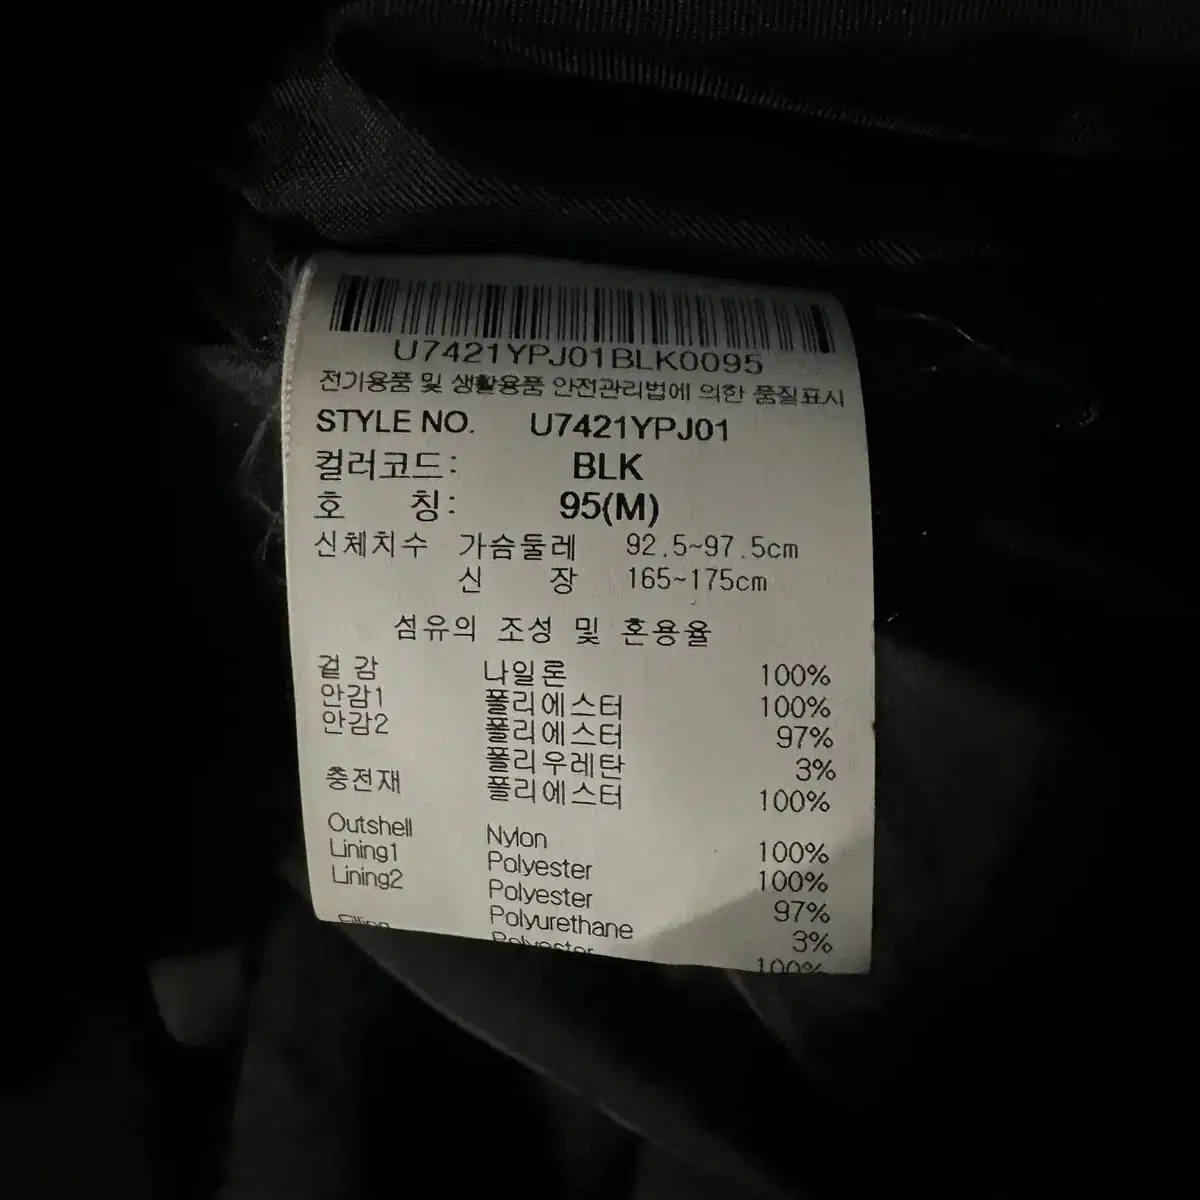 U7421YPJ01BLK0095
전기용품 및 생활용품 안전관리법에 의한 품질표시
STYLE NO. U7421YPJ01
컬러코드: BLK
호 칭: 95(M)
신체치수 가슴둘레 92.5~97.5cm
신 장 165~175cm
섬유의 조성 및 혼용율
겉감 나일론 100%
안감1 폴리에스터 100%
안감2 폴리에스터 97%
폴리우레탄 3%
충전재 폴리에스터 100%
Outshell Nylon 100%
Lining1 Polyester 100%
Lining2 Polyester 97%
Polyurethane 3%
Filling Polyester 100%